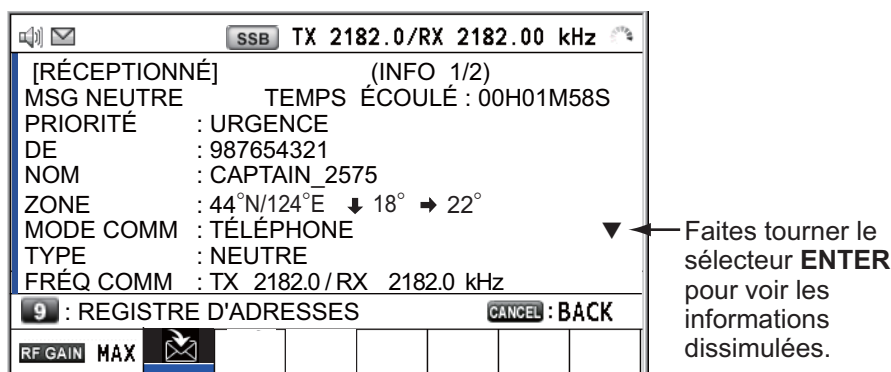 SSB TX 2182.0/RX 2182.00 kHz
[RÉCEPTIONNÉ] (INFO 1/2)
MSG NEUTRE TEMPS ÉCOULÉ : 00H01M58S
PRIORITÉ : URGENCE
DE : 987654321
NOM : CAPTAIN_2575
ZONE : 44°N/124°E ⬇ 18° ➡ 22°
MODE COMM : TÉLÉPHONE ▼
TYPE : NEUTRE
FRÉQ COMM : TX 2182.0 / RX 2182.0 kHz
9 : REGISTRE D'ADRESSES CANCEL : BACK
RF GAIN MAX
Faites tourner le
sélecteur ENTER
pour voir les
informations
dissimulées.